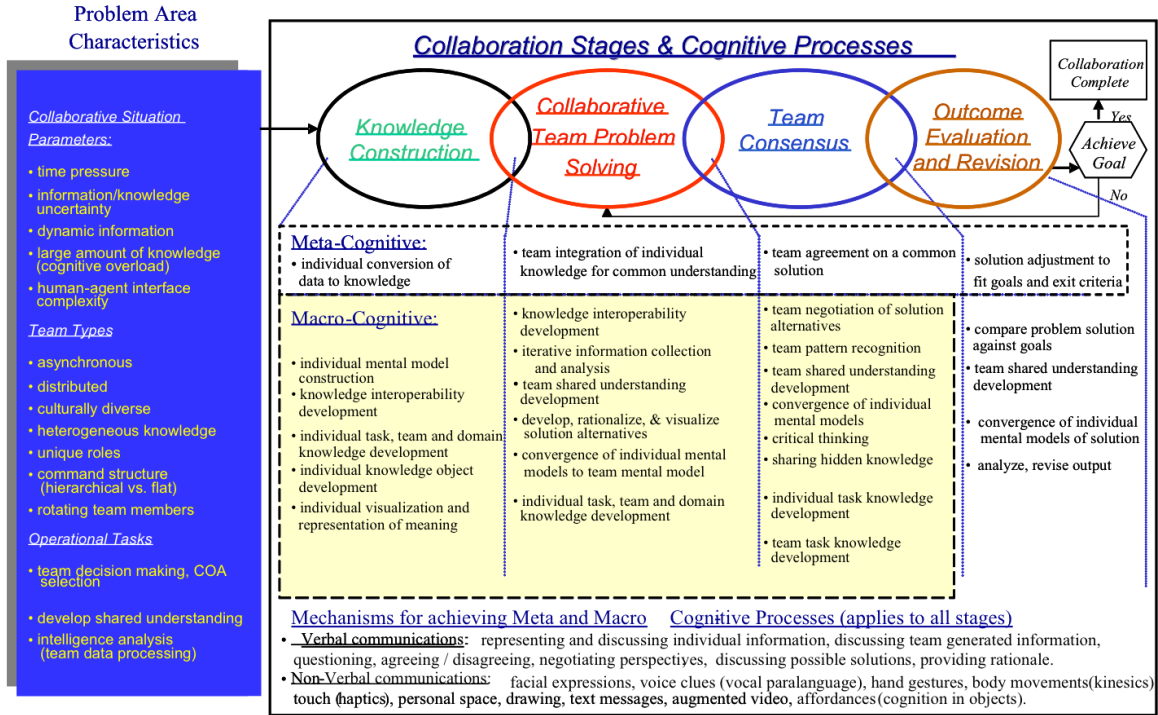 Problem Area
Characteristics
Collaborative Situation
Parameters:
• time pressure
• information/knowledge
uncertainty
• dynamic information
• large amount of knowledge
(cognitive overload)
• human-agent interface
complexity
Team Types
• asynchronous
• distributed
• culturally diverse
• heterogeneous knowledge
• unique roles
• command structure
(hierarchical vs. flat)
• rotating team members
Operational Tasks
• team decision making, COA
selection
• develop shared understanding
• intelligence analysis
(team data processing)
Collaboration Stages & Cognitive Processes
Knowledge
Construction
Collaborative
Team Problem
Solving
Team
Consensus
Outcome
Evaluation
and Revision
Collaboration
Complete
Yes
Achieve
Goal
No
Meta-Cognitive:
• individual conversion of
data to knowledge
• team integration of individual
knowledge for common understanding
• team agreement on a common
solution
• solution adjustment to
fit goals and exit criteria
Macro-Cognitive:
• individual mental model
construction
• knowledge interoperability
development
• individual task, team and domain
knowledge development
• individual knowledge object
development
• individual visualization and
representation of meaning
• knowledge interoperability
development
• iterative information collection
and analysis
• team shared understanding
development
• develop, rationalize, & visualize
solution alternatives
• convergence of individual mental
models to team mental model
• individual task, team and domain
knowledge development
• team negotiation of solution
alternatives
• team pattern recognition
• team shared understanding
development
• convergence of individual
mental models
• critical thinking
• sharing hidden knowledge
• individual task knowledge
development
• team task knowledge
development
• compare problem solution
against goals
• team shared understanding
development
• convergence of individual
mental models of solution
• analyze, revise output
Mechanisms for achieving Meta and Macro Cognitive Processes (applies to all stages)
• Verbal communications: representing and discussing individual information, discussing team generated information,
questioning, agreeing / disagreeing, negotiating perspectives, discussing possible solutions, providing rationale.
• Non-Verbal communications: facial expressions, voice clues (vocal paralanguage), hand gestures, body movements(kinesics)
touch (haptics), personal space, drawing, text messages, augmented video, affordances (cognition in objects).